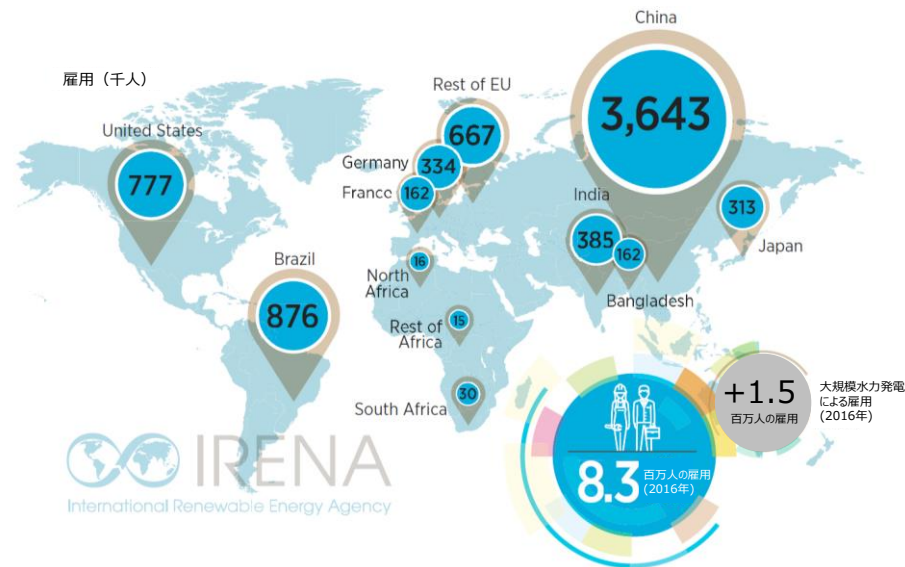 China
3,643
雇用（千人）
Rest of EU
667
United States
777
Germany
334
France
162
India
385
162
Bangladesh
313
Japan
Brazil
876
16
North
Africa
15
Rest of
Africa
30
South Africa
+1.5
百万人の雇用
大規模水力発電
による雇用
(2016年)
8.3
百万人の雇用
(2016年)
IRENA
International Renewable Energy Agency